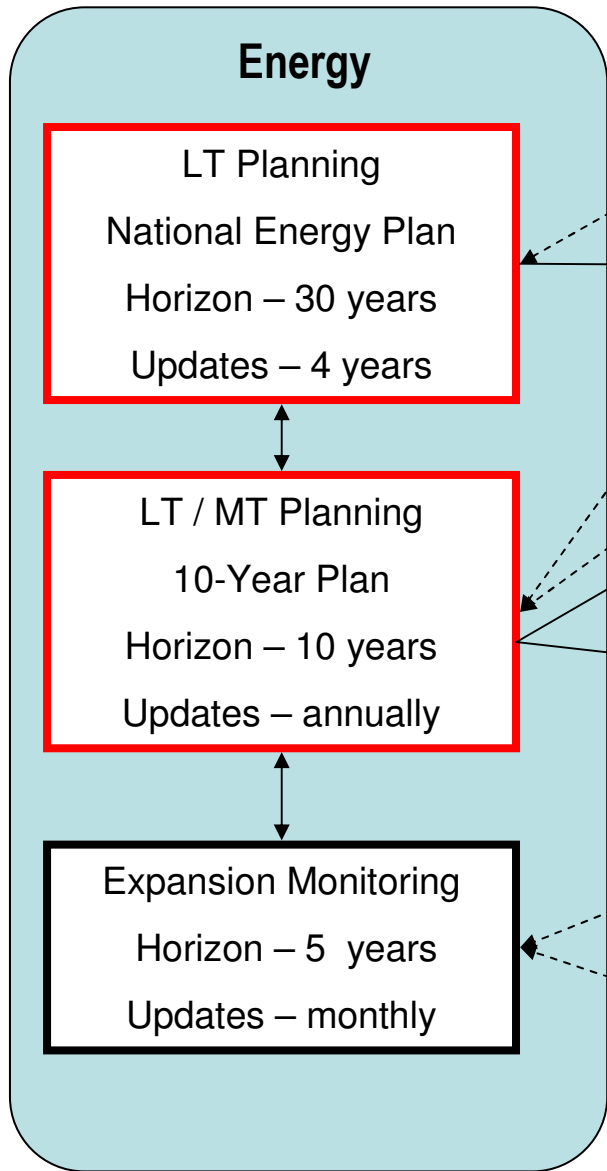 Energy
LT Planning
National Energy Plan
Horizon – 30 years
Updates – 4 years
LT / MT Planning
10-Year Plan
Horizon – 10 years
Updates – annually
Expansion Monitoring
Horizon – 5 years
Updates – monthly